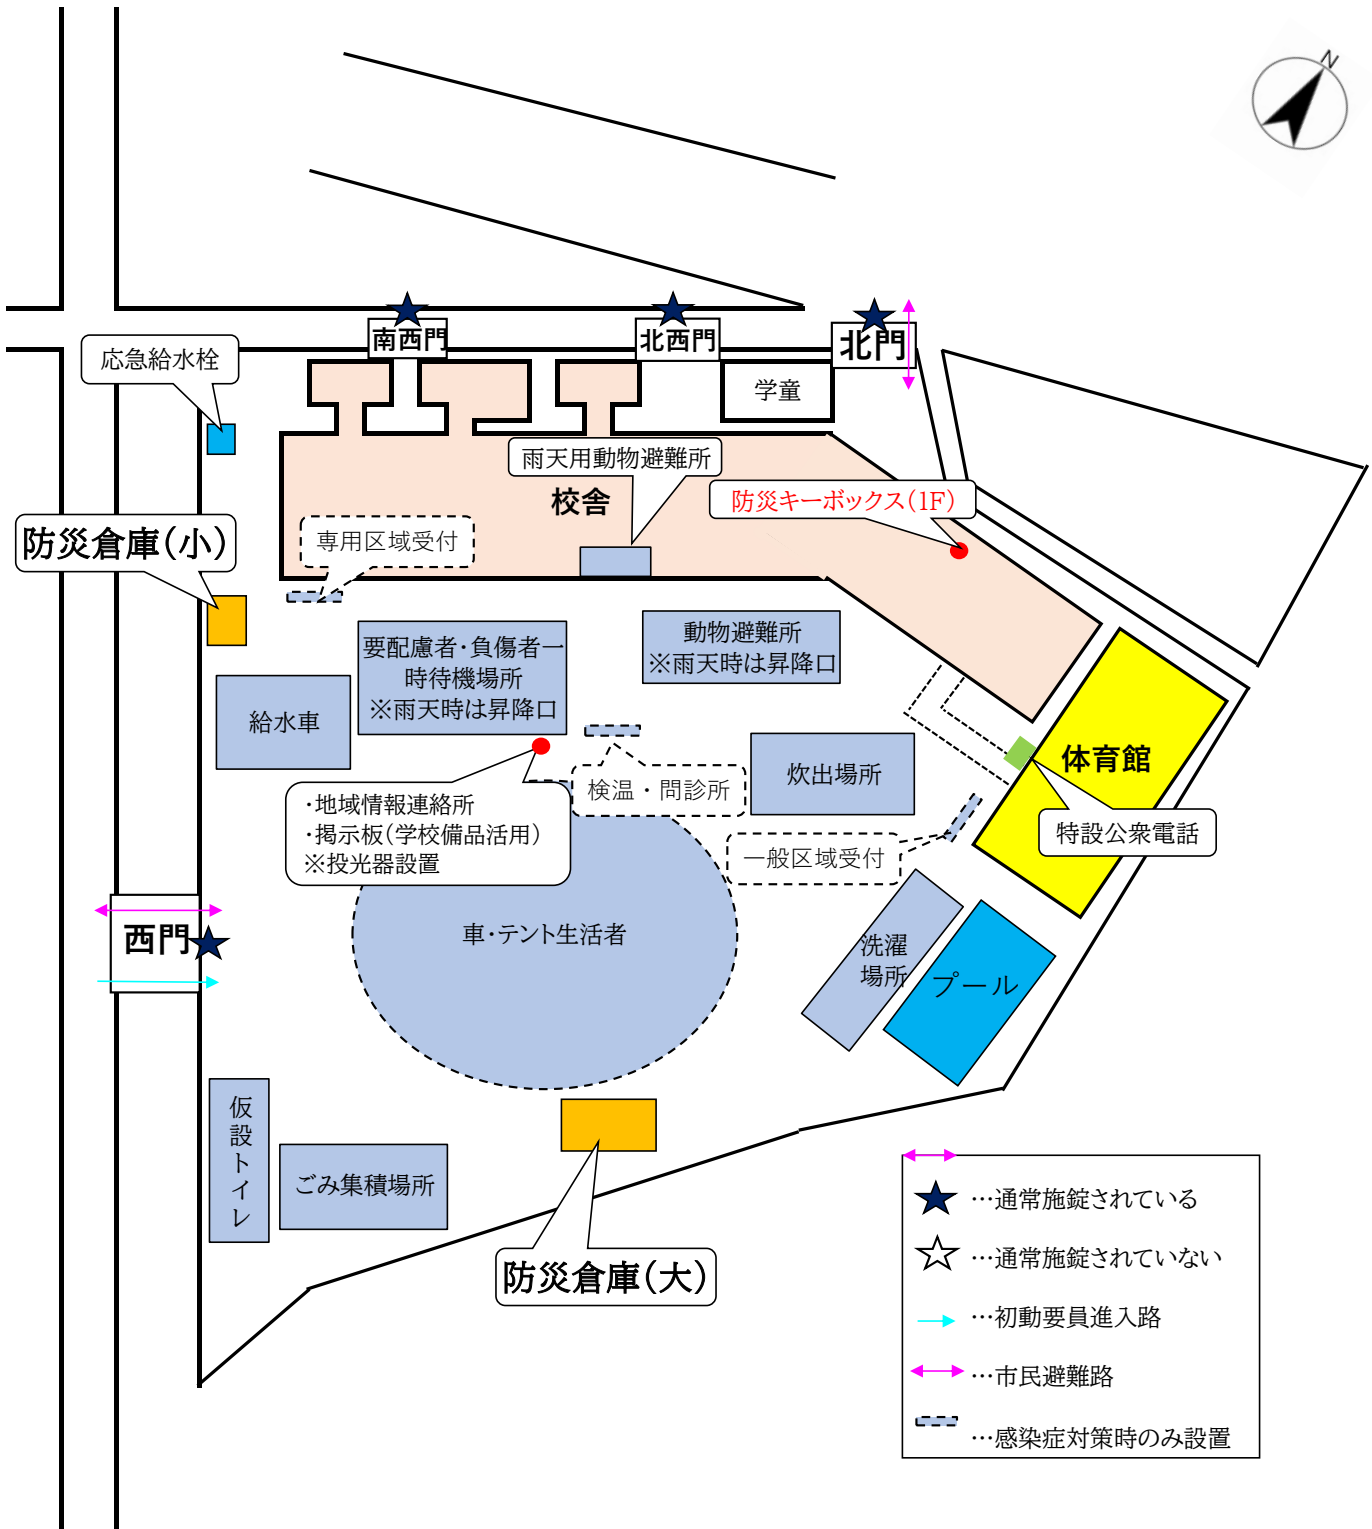 N
南西門
北西門
北門
応急給水栓
学童
雨天用動物避難所
校舎
防災キーボックス(1F)
防災倉庫(小)
専用区域受付
要配慮者・負傷者一
時待機場所
※雨天時は昇降口
動物避難所
※雨天時は昇降口
給水車
検温・問診所
炊出場所
体育館
・地域情報連絡所
・掲示板(学校備品活用)
※投光器設置
特設公衆電話
一般区域受付
西門
車・テント生活者
洗濯
場所
プール
仮設トイレ
ごみ集積場所
防災倉庫(大)
…通常施錠されている
…通常施錠されていない
…初動要員進入路
…市民避難路
…感染症対策時のみ設置